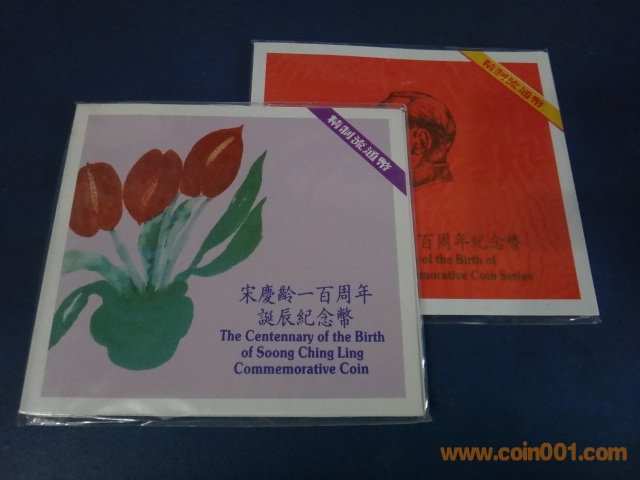 精制流通幣
宋慶齡一百周年
誕辰紀念幣
The Centennary of the Birth
of Soong Ching Ling
Commemorative Coin
精制流通幣
百周年紀念幣
of the Birth of
Coin Series
www.coin001.com